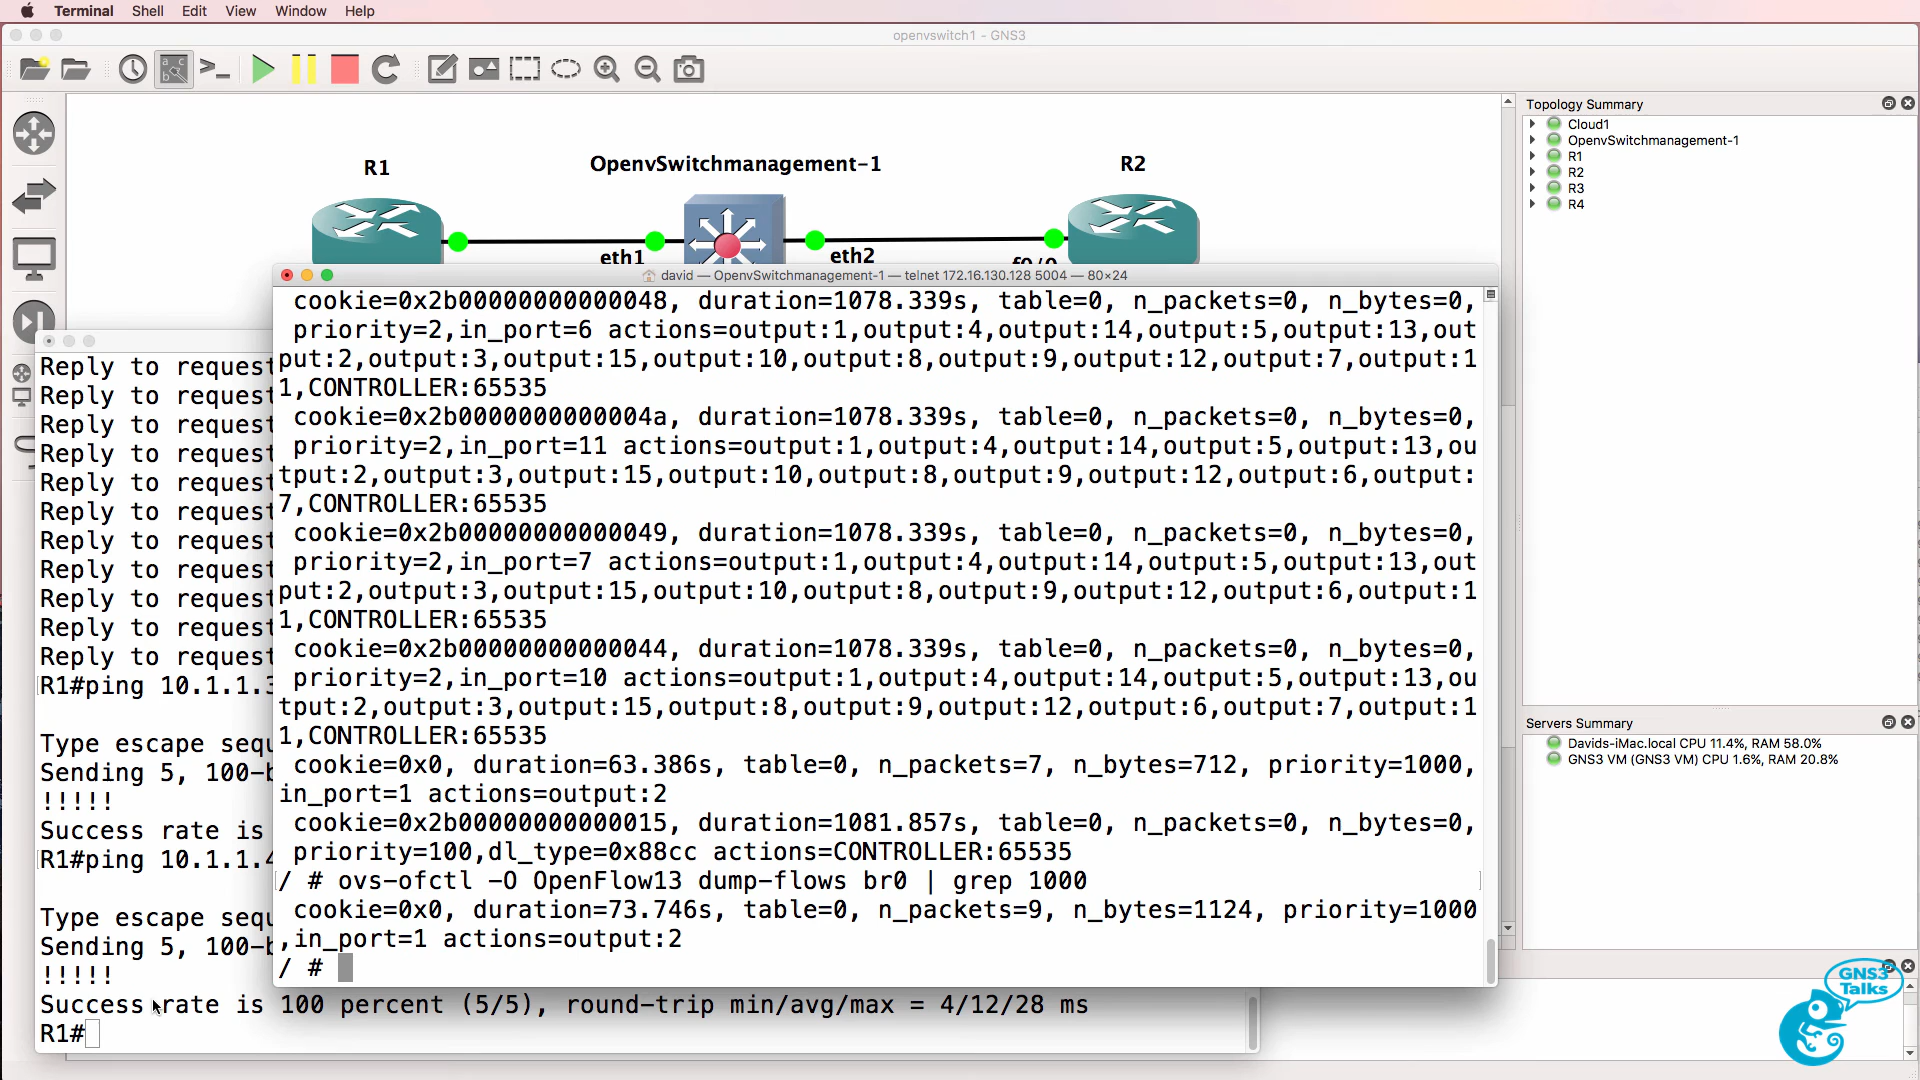 Terminal Shell Edit View Window Help
openvswitch1 - GNS3
R1
OpenvSwitchmanagement-1
R2
eth1
eth2
Topology Summary
Cloud1
OpenvSwitchmanagement-1
R1
R2
R3
R4
david — OpenvSwitchmanagement-1 — telnet 172.16.130.128 5004 — 80×24
cookie=0x2b00000000000048, duration=1078.339s, table=0, n_packets=0, n_bytes=0,
priority=2,in_port=6 actions=output:1,output:4,output:14,output:5,output:13,out
put:2,output:3,output:15,output:10,output:8,output:9,output:12,output:7,output:1
1,CONTROLLER:65535
cookie=0x2b0000000000004a, duration=1078.339s, table=0, n_packets=0, n_bytes=0,
priority=2,in_port=11 actions=output:1,output:4,output:14,output:5,output:13,ou
tput:2,output:3,output:15,output:10,output:8,output:9,output:12,output:6,output:
7,CONTROLLER:65535
cookie=0x2b00000000000049, duration=1078.339s, table=0, n_packets=0, n_bytes=0,
priority=2,in_port=7 actions=output:1,output:4,output:14,output:5,output:13,out
put:2,output:3,output:15,output:10,output:8,output:9,output:12,output:6,output:1
1,CONTROLLER:65535
cookie=0x2b00000000000044, duration=1078.339s, table=0, n_packets=0, n_bytes=0,
priority=2,in_port=10 actions=output:1,output:4,output:14,output:5,output:13,ou
tput:2,output:3,output:15,output:8,output:9,output:12,output:6,output:7,output:1
1,CONTROLLER:65535
cookie=0x0, duration=63.386s, table=0, n_packets=7, n_bytes=712, priority=1000,
in_port=1 actions=output:2
cookie=0x2b00000000000015, duration=1081.857s, table=0, n_packets=0, n_bytes=0,
priority=100,dl_type=0x88cc actions=CONTROLLER:65535
/ # ovs-ofctl -O OpenFlow13 dump-flows br0 | grep 1000
cookie=0x0, duration=73.746s, table=0, n_packets=9, n_bytes=1124, priority=1000
,in_port=1 actions=output:2
/ #
Reply to request
Reply to request
Reply to request
Reply to request
Reply to request
Reply to request
Reply to request
Reply to request
Reply to request
Reply to request
Reply to request
R1#ping 10.1.1.3
Type escape sequ
Sending 5, 100-b
!!!!!
Success rate is
R1#ping 10.1.1.4
Type escape sequ
Sending 5, 100-b
!!!!!
Success rate is 100 percent (5/5), round-trip min/avg/max = 4/12/28 ms
R1#
Servers Summary
Davids-iMac.local CPU 11.4%, RAM 58.0%
GNS3 VM (GNS3 VM) CPU 1.6%, RAM 20.8%
GNS3
Talks